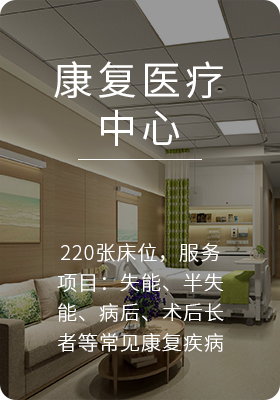 康复医疗
中心
220张床位，服务
项目：失能、半失
能、病后、术后长
者等常见康复疾病